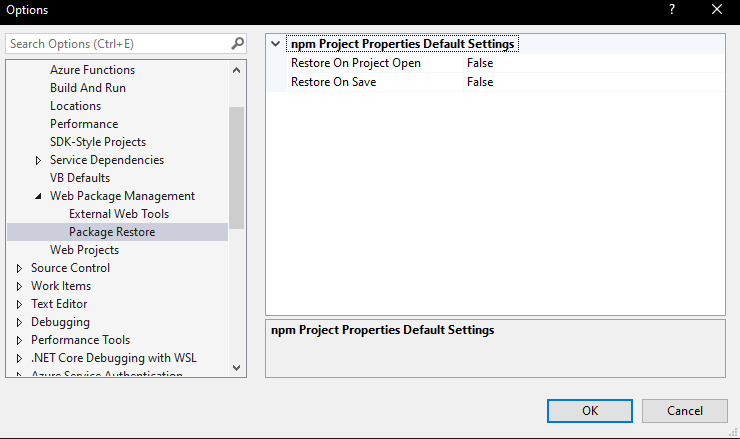 Options
?
Search Options (Ctrl+E)
Azure Functions
Build And Run
Locations
Performance
SDK-Style Projects
Service Dependencies
VB Defaults
Web Package Management
External Web Tools
Package Restore
Web Projects
Source Control
Work Items
Text Editor
Debugging
Performance Tools
.NET Core Debugging with WSL
Azure Service Authentication
npm Project Properties Default Settings
Restore On Project Open False
Restore On Save False
npm Project Properties Default Settings
OK
Cancel